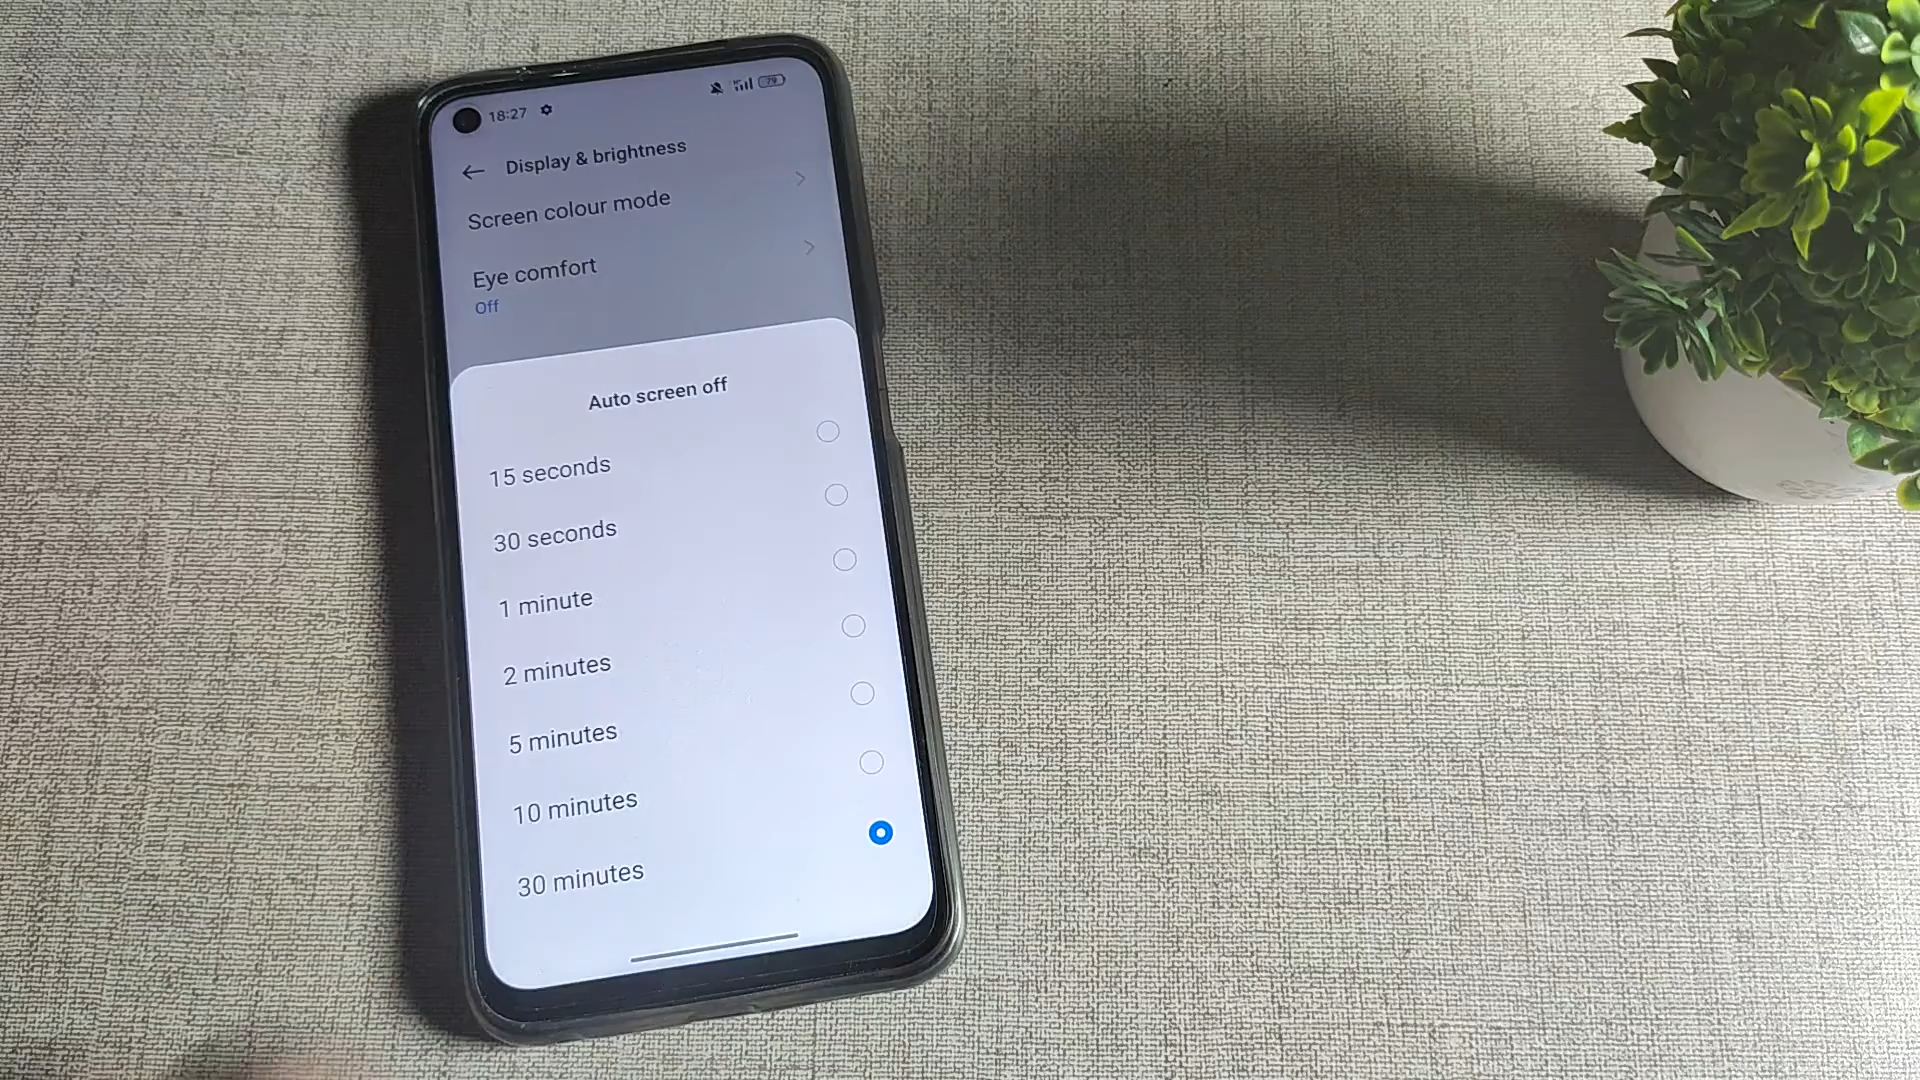 18:27
79
Display & brightness
Screen colour mode
Eye comfort
Off
Auto screen off
15 seconds
30 seconds
1 minute
2 minutes
5 minutes
10 minutes
30 minutes